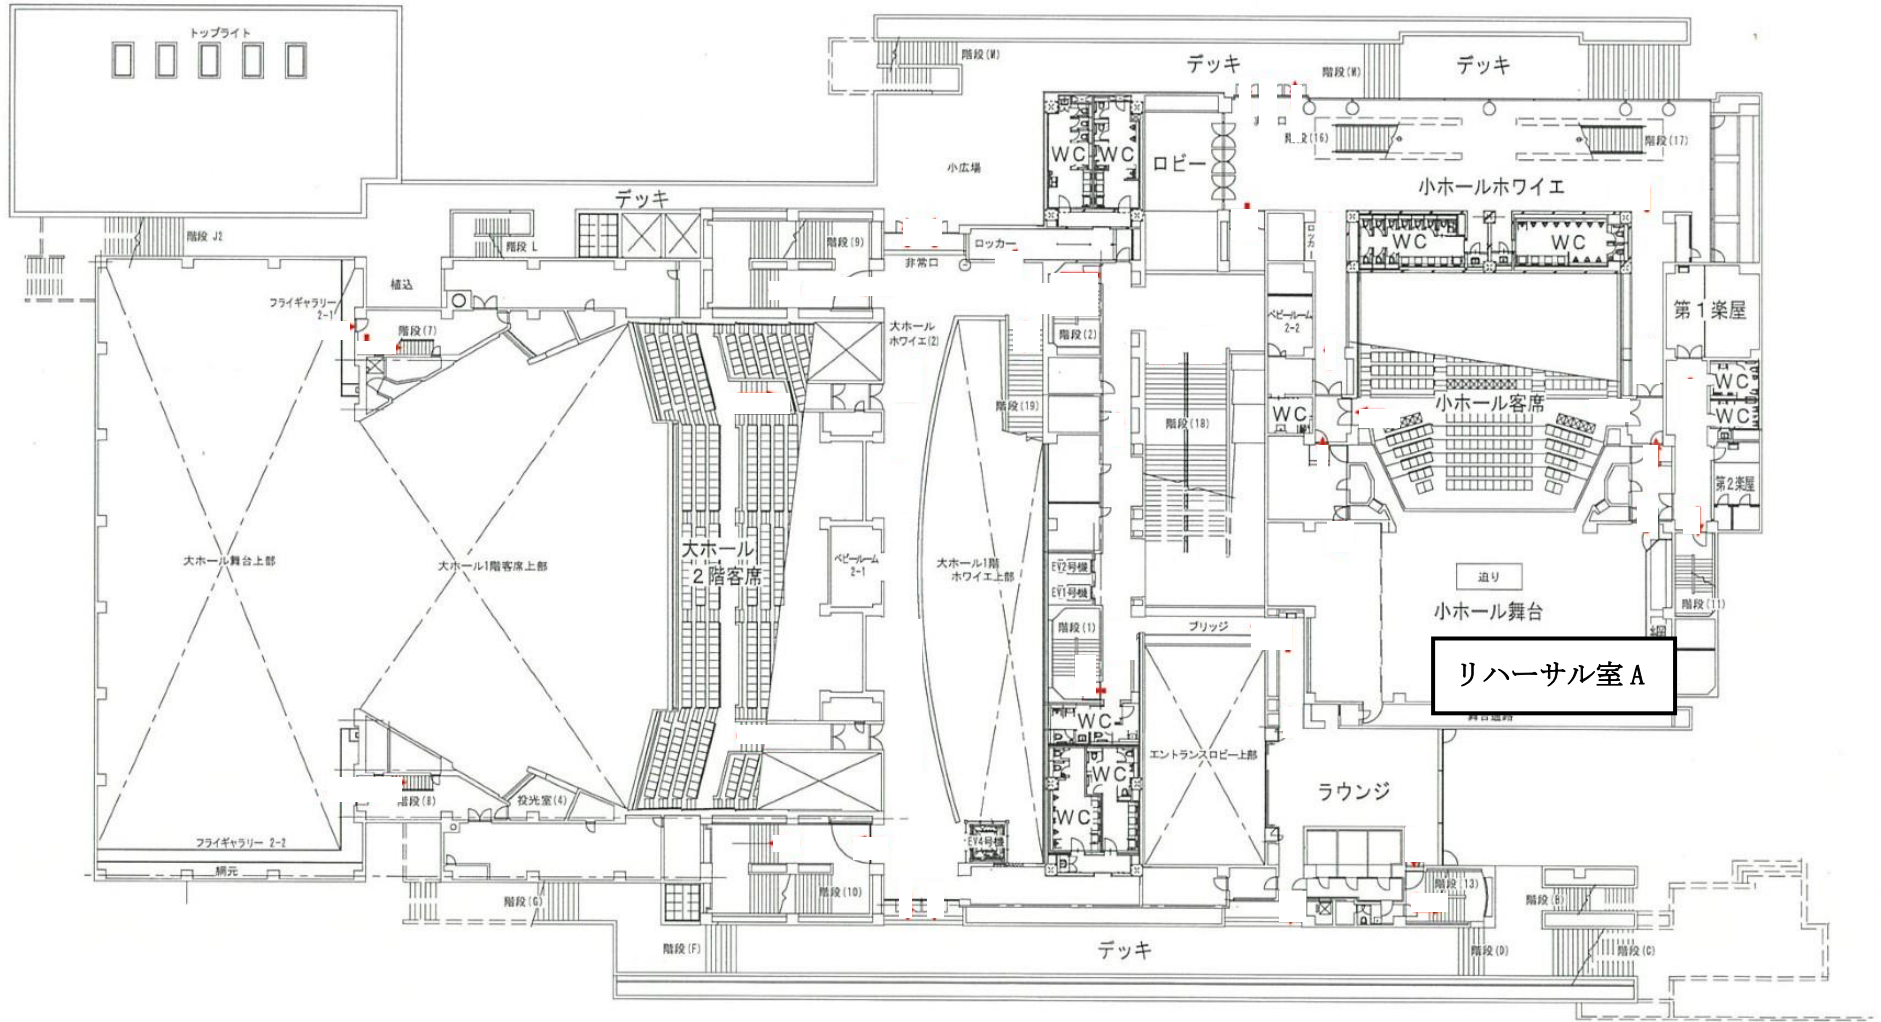 トップライト
階段(M)
デッキ
階段(M)
デッキ
WC
WC
ロビー
小広場
(16)
階段(17)
小ホールホワイエ
デッキ
階段 J2
階段 L
階段(9)
ロッカー
ロッカー
WC
WC
非常口
植込
フライギャラリー
2-1
階段(7)
大ホール
ホワイエ(2)
階段(2)
ベビールーム
2-2
第1楽屋
WC
WC
階段(19)
階段(18)
WC
小ホール客席
第2楽屋
大ホール舞台上部
大ホール1階客席上部
大ホール
2階客席
ベビールーム
2-1
大ホール1階
ホワイエ上部
EV2号機
EV1号機
迫り
小ホール舞台
階段(11)
階段(1)
ブリッジ
リハーサル室A
WC
エントランスロビー上部
WC
WC
ラウンジ
段(8)
投光室(4)
EV4号機
フライギャラリー 2-2
網元
階段(G)
階段(10)
階段(13)
階段(B)
階段(F)
デッキ
階段(D)
階段(C)